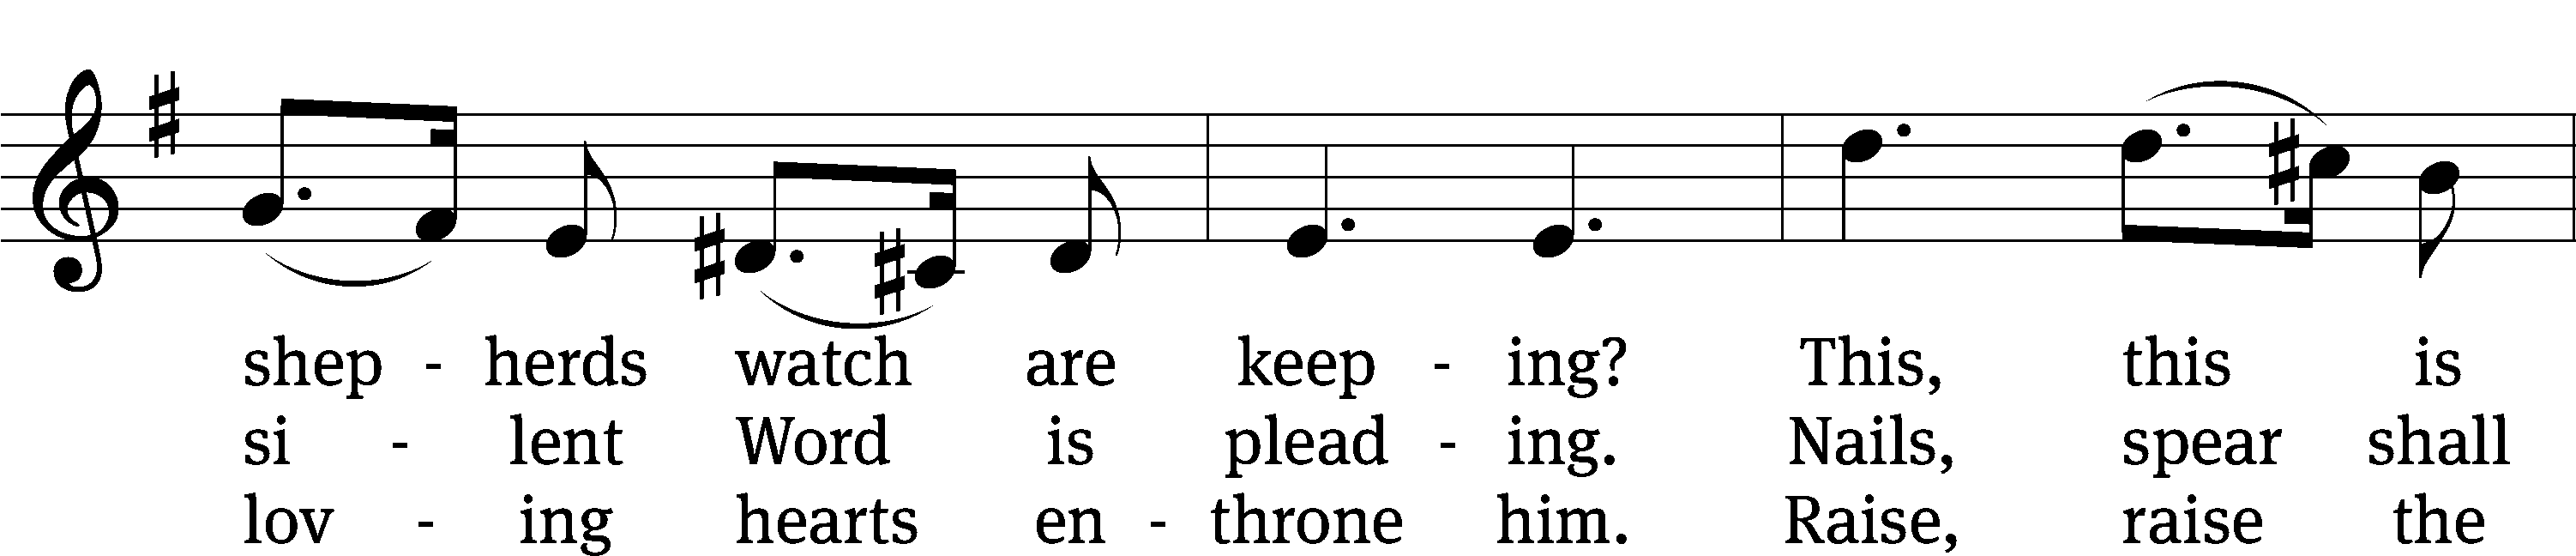 shep - herds watch are keep - ing? This, this is
si - lent Word is plead - ing. Nails, spear shall
lov - ing hearts en - throne him. Raise, raise the